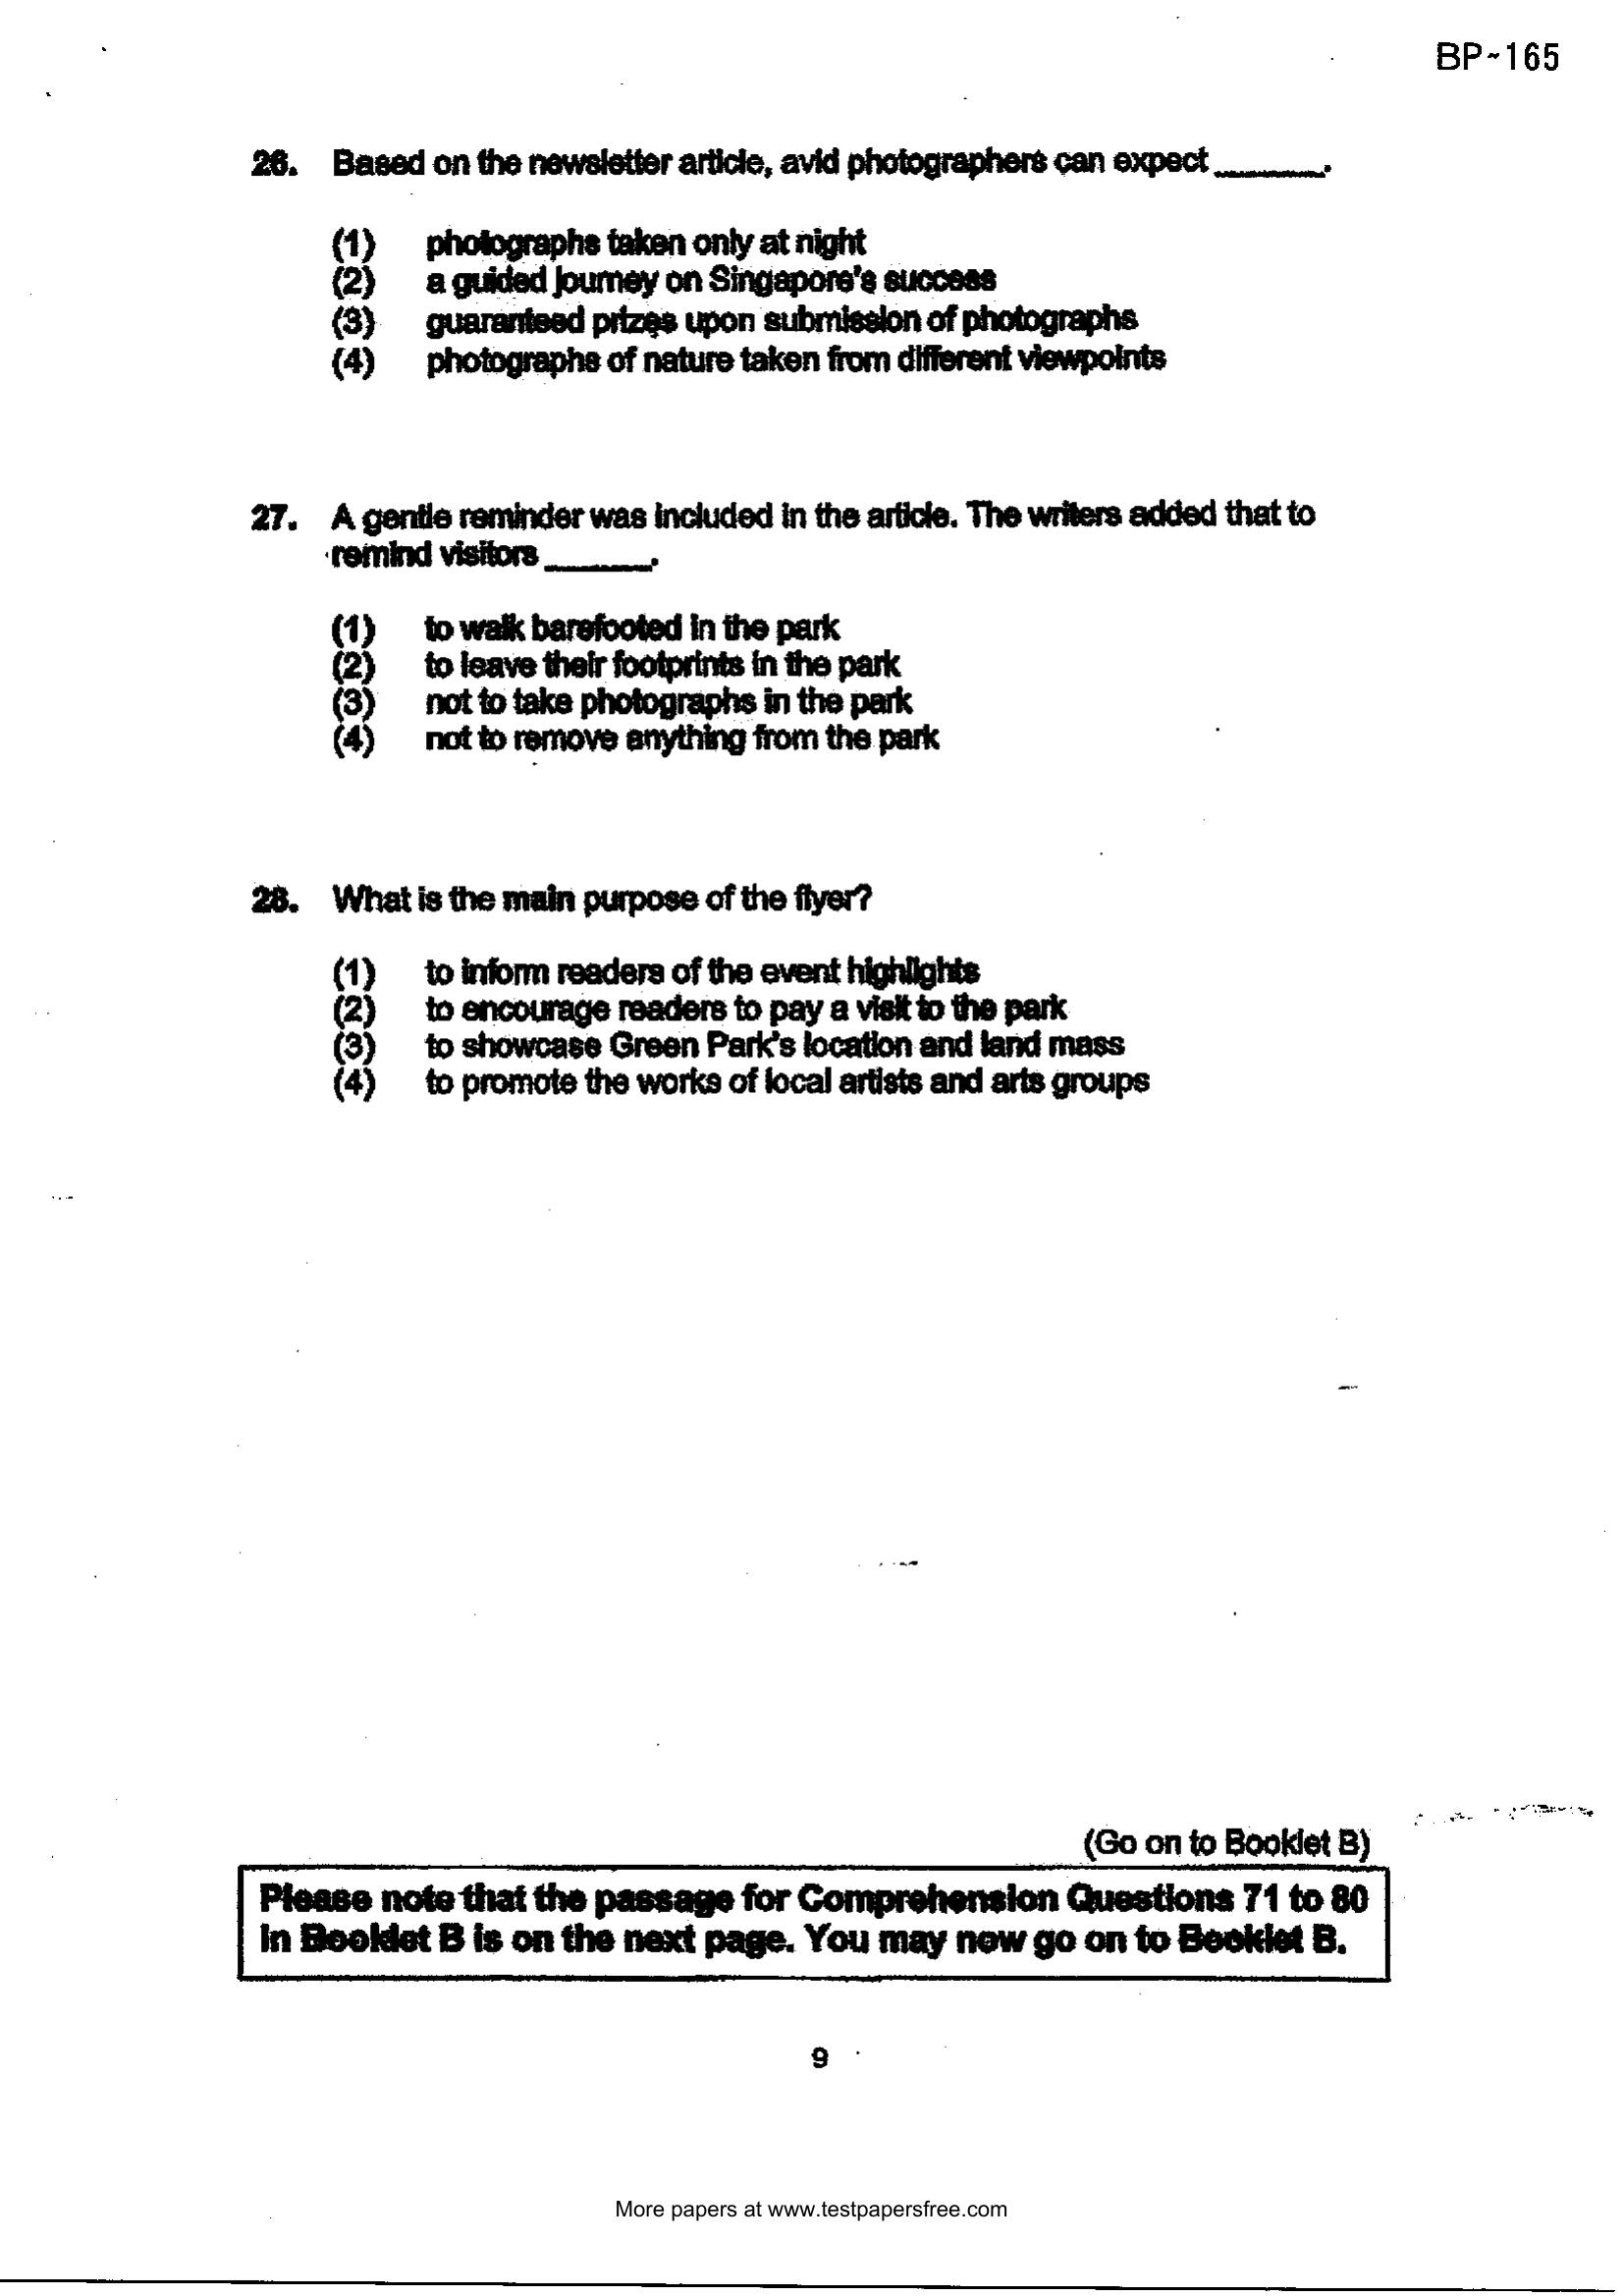 BP~165
26. Based on the newsletter article, avid photographers can expect ________.
(1) photographs taken only at night
(2) a guided journey on Singapore's success
(3) guaranteed prizes upon submission of photographs
(4) photographs of nature taken from different viewpoints
27. A gentle reminder was included in the article. The writers added that to
remind visitors ________.
(1) to walk barefooted in the park
(2) to leave their footprints in the park
(3) not to take photographs in the park
(4) not to remove anything from the park
28. What is the main purpose of the flyer?
(1) to inform readers of the event highlights
(2) to encourage readers to pay a visit to the park
(3) to showcase Green Park's location and land mass
(4) to promote the works of local artists and arts groups
(Go on to Booklet B)
Please note that the passage for Comprehension Questions 71 to 80
in Booklet B is on the next page. You may now go on to Booklet B.
9
More papers at www.testpapersfree.com